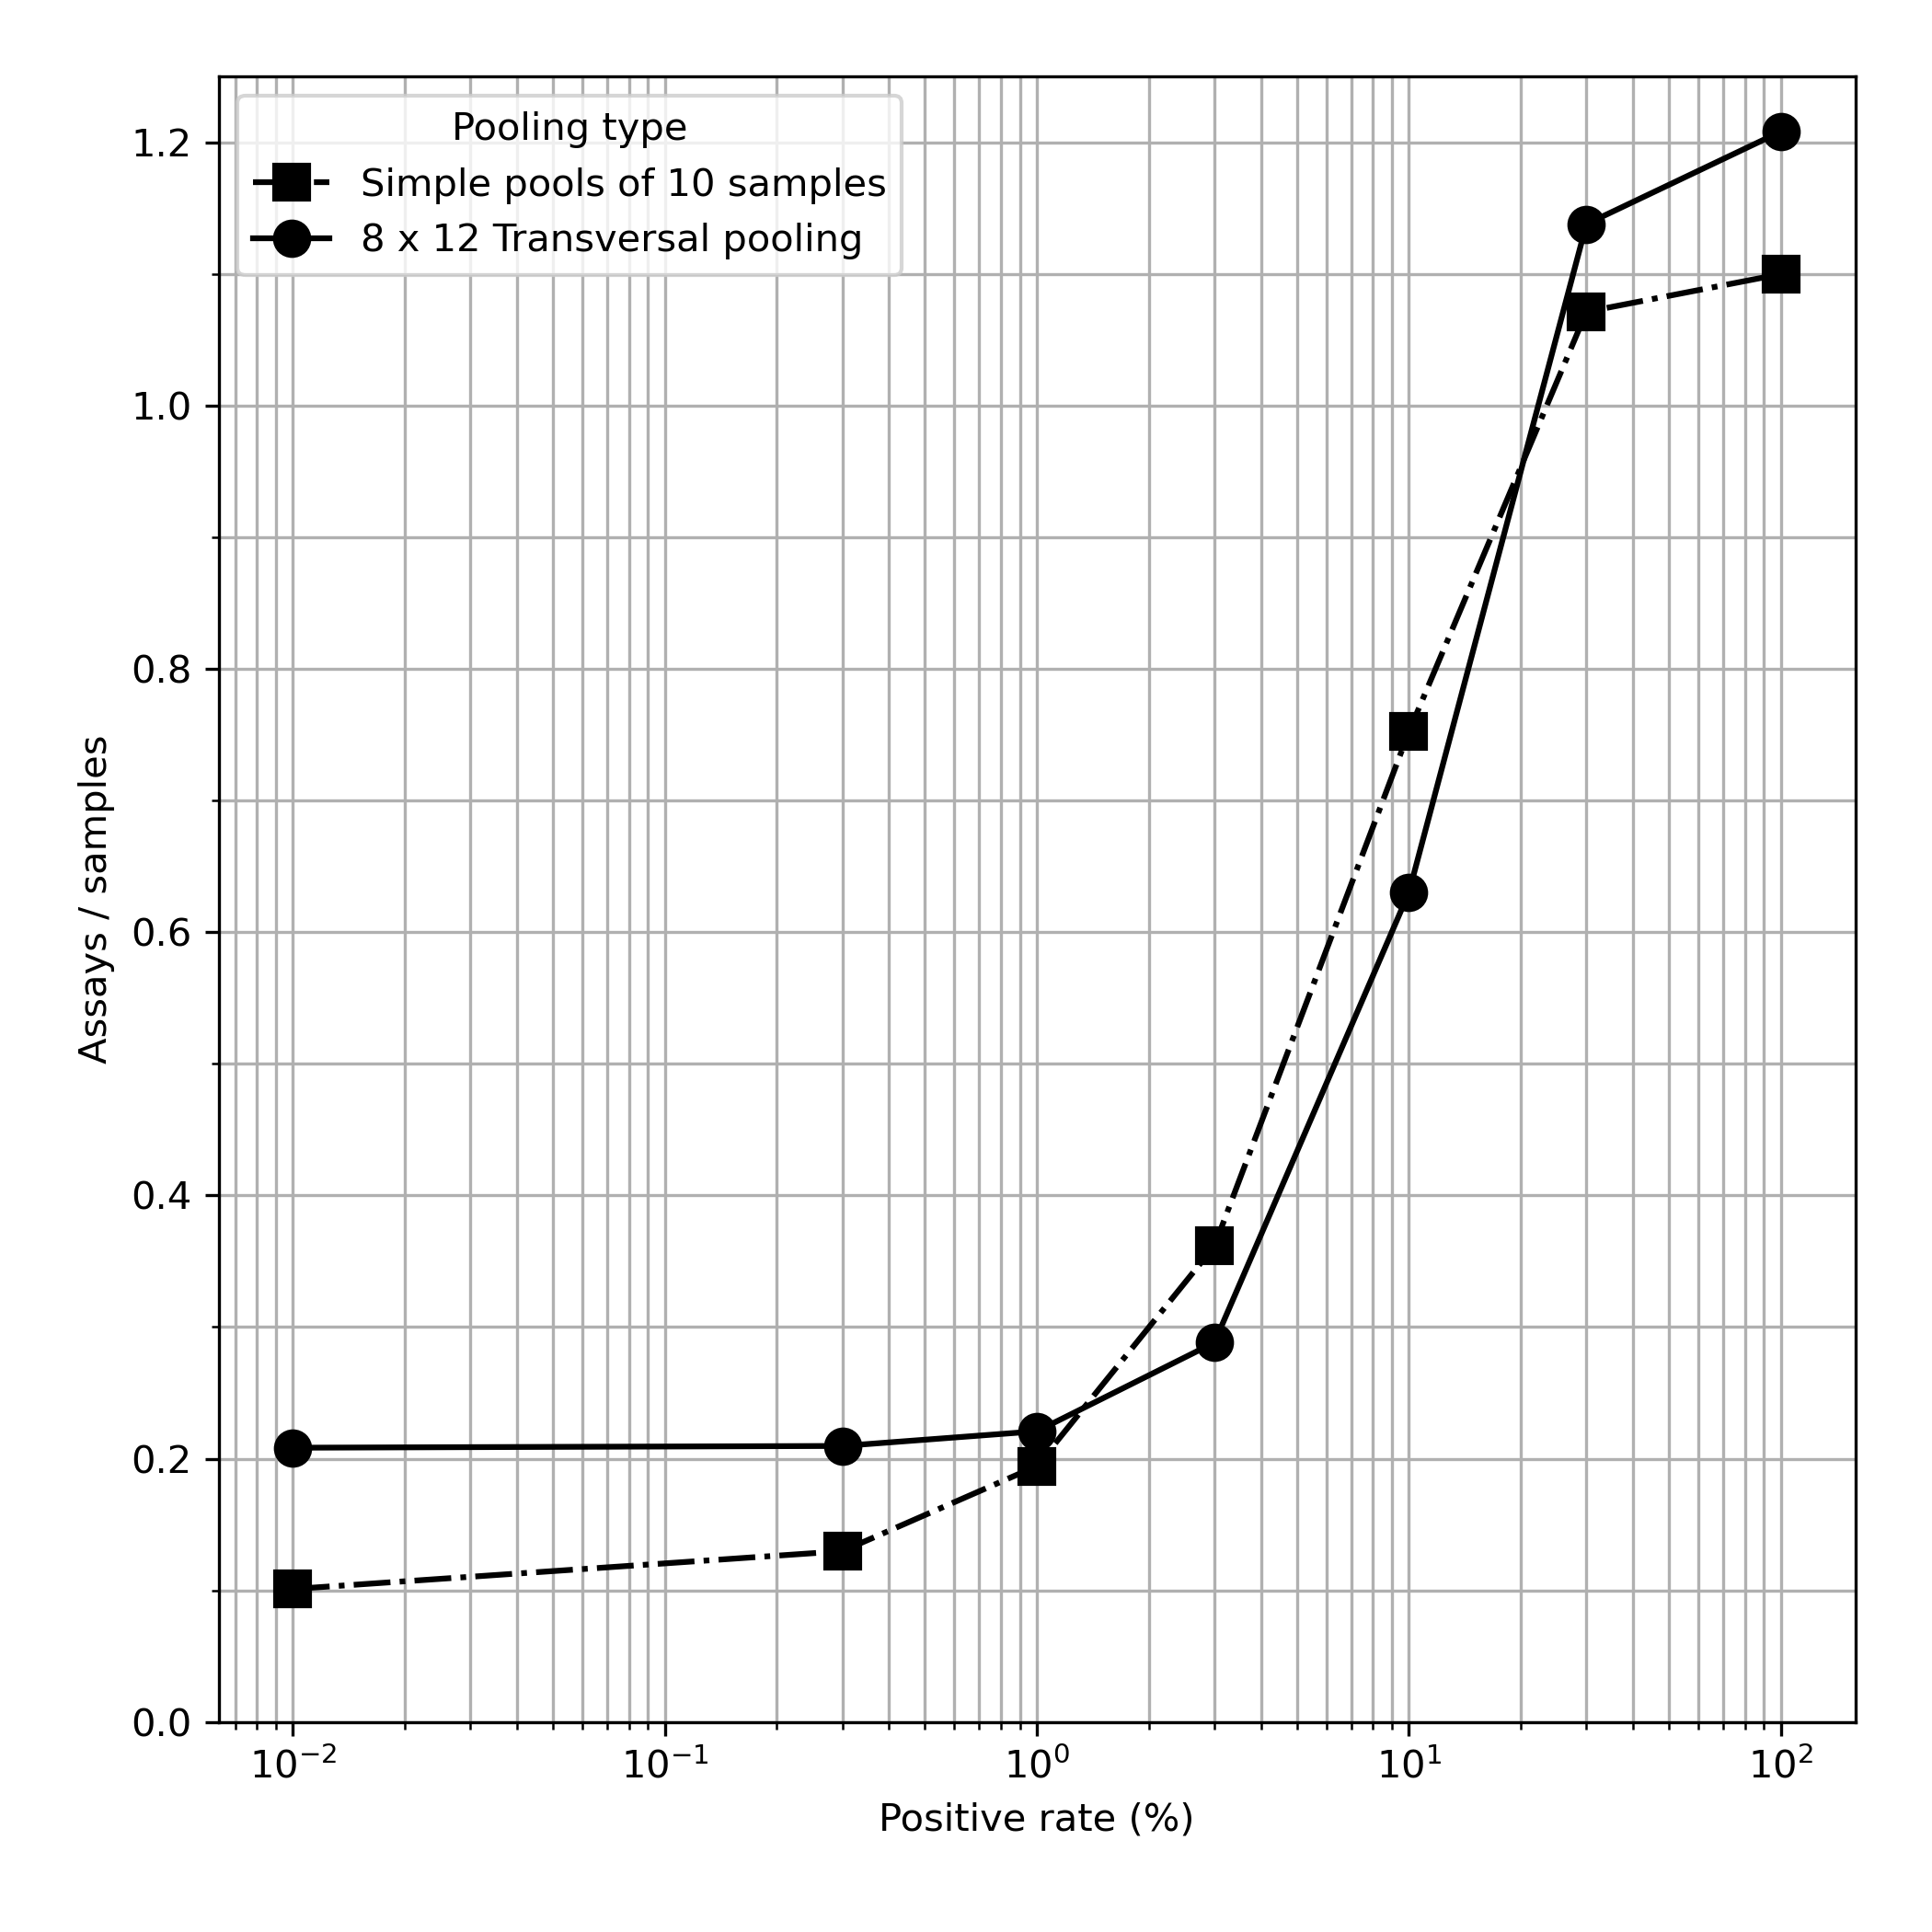 Pooling type
Simple pools of 10 samples
8 x 12 Transversal pooling
1.2
1.0
0.8
0.6
0.4
0.2
0.0
Assays / samples
10⁻² 10⁻¹ 10⁰ 10¹ 10²
Positive rate (%)